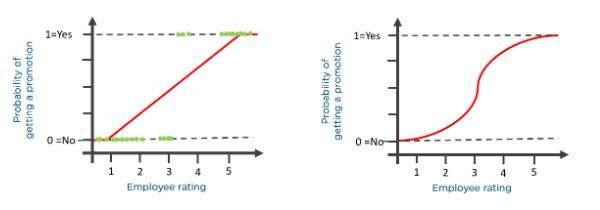 1=Yes
Probability of
getting a promotion
0 =No
1 2 3 4 5
Employee rating
1=Yes
Probability of
getting a promotion
0 =No
1 2 3 4 5
Employee rating